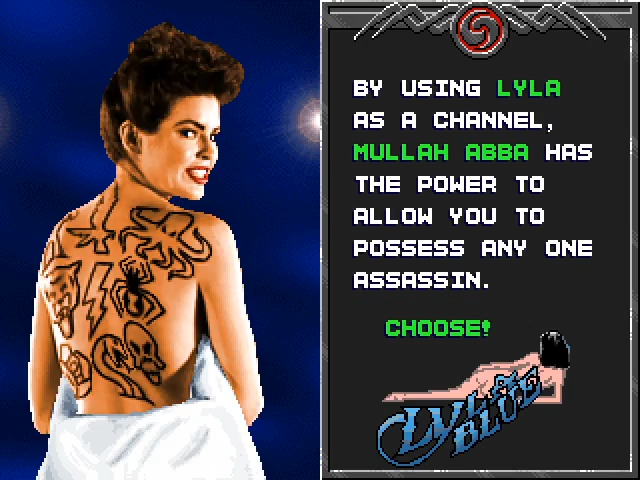 BY USING LYLA
AS A CHANNEL,
MULLAH ABBA HAS
THE POWER TO
ALLOW YOU TO
POSSESS ANY ONE
ASSASSIN.
CHOOSE!
LYLA
BLUE